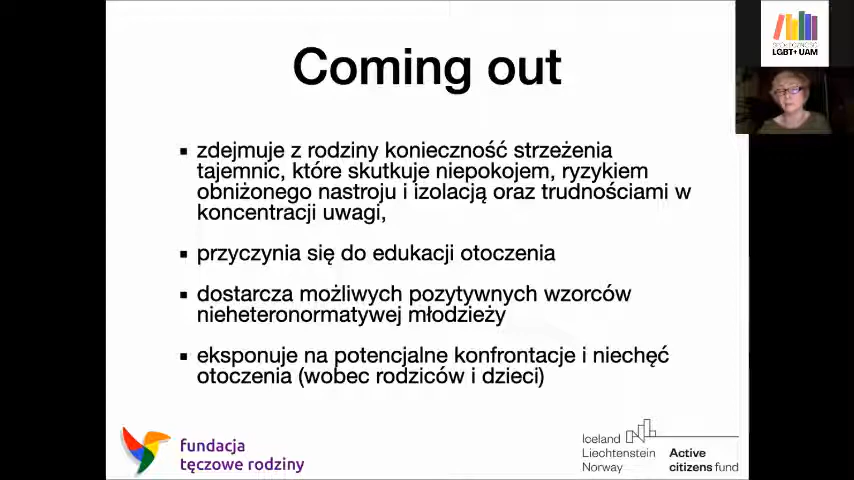 Coming out
▪ zdejmuje z rodziny konieczność strzeżenia
tajemnic, które skutkuje niepokojem, ryzykiem
obniżonego nastroju i izolacją oraz trudnościami w
koncentracji uwagi,
▪ przyczynia się do edukacji otoczenia
▪ dostarcza możliwych pozytywnych wzorców
nieheteronormatywej młodzieży
▪ eksponuje na potencjalne konfrontacje i niechęć
otoczenia (wobec rodziców i dzieci)
fundacja
tęczowe rodziny
Iceland
Liechtenstein
Norway
Active
citizens fund
SPOŁECZNOŚĆ
LGBT+ UAM